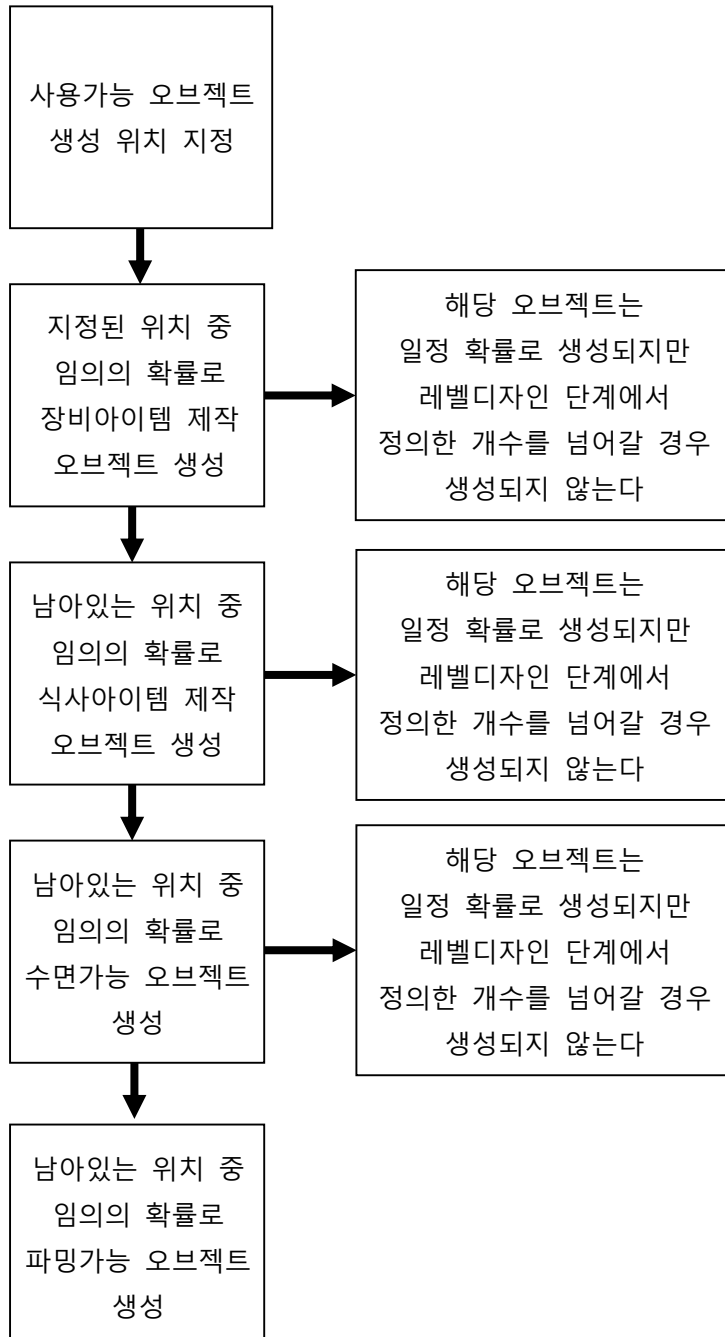 사용가능 오브젝트
생성 위치 지정
지정된 위치 중
임의의 확률로
장비아이템 제작
오브젝트 생성
해당 오브젝트는
일정 확률로 생성되지만
레벨디자인 단계에서
정의한 개수를 넘어갈 경우
생성되지 않는다
남아있는 위치 중
임의의 확률로
식사아이템 제작
오브젝트 생성
해당 오브젝트는
일정 확률로 생성되지만
레벨디자인 단계에서
정의한 개수를 넘어갈 경우
생성되지 않는다
남아있는 위치 중
임의의 확률로
수면가능 오브젝트
생성
해당 오브젝트는
일정 확률로 생성되지만
레벨디자인 단계에서
정의한 개수를 넘어갈 경우
생성되지 않는다
남아있는 위치 중
임의의 확률로
파밍가능 오브젝트
생성